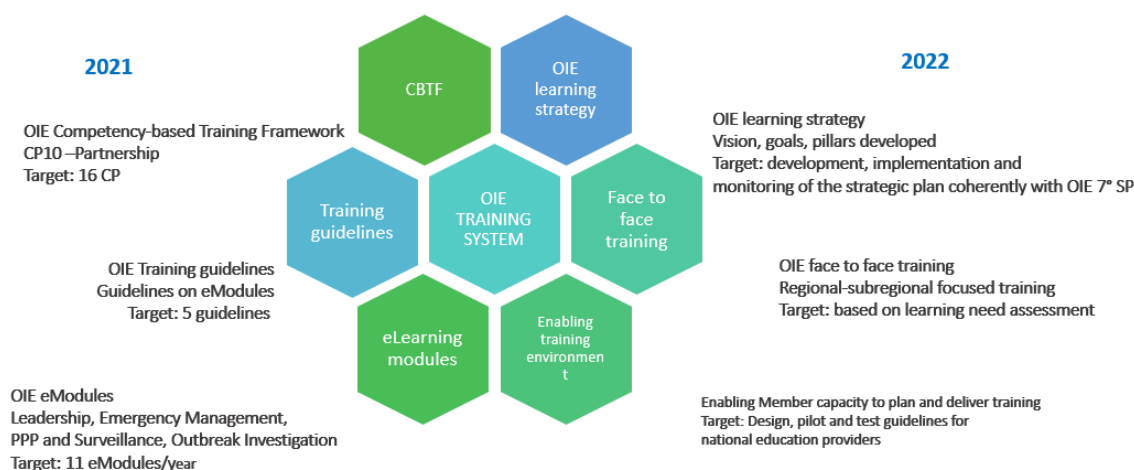 2021
OIE Competency-based Training Framework
CP10 –Partnership
Target: 16 CP
OIE Training guidelines
Guidelines on eModules
Target: 5 guidelines
OIE eModules
Leadership, Emergency Management,
PPP and Surveillance, Outbreak Investigation
Target: 11 eModules/year
CBTF
OIE
learning
strategy
Training
guidelines
OIE
TRAINING
SYSTEM
Face to
face
training
eLearning
modules
Enabling
training
environmen
t
2022
OIE learning strategy
Vision, goals, pillars developed
Target: development, implementation and
monitoring of the strategic plan coherently with OIE 7° SP
OIE face to face training
Regional-subregional focused training
Target: based on learning need assessment
Enabling Member capacity to plan and deliver training
Target: Design, pilot and test guidelines for
national education providers